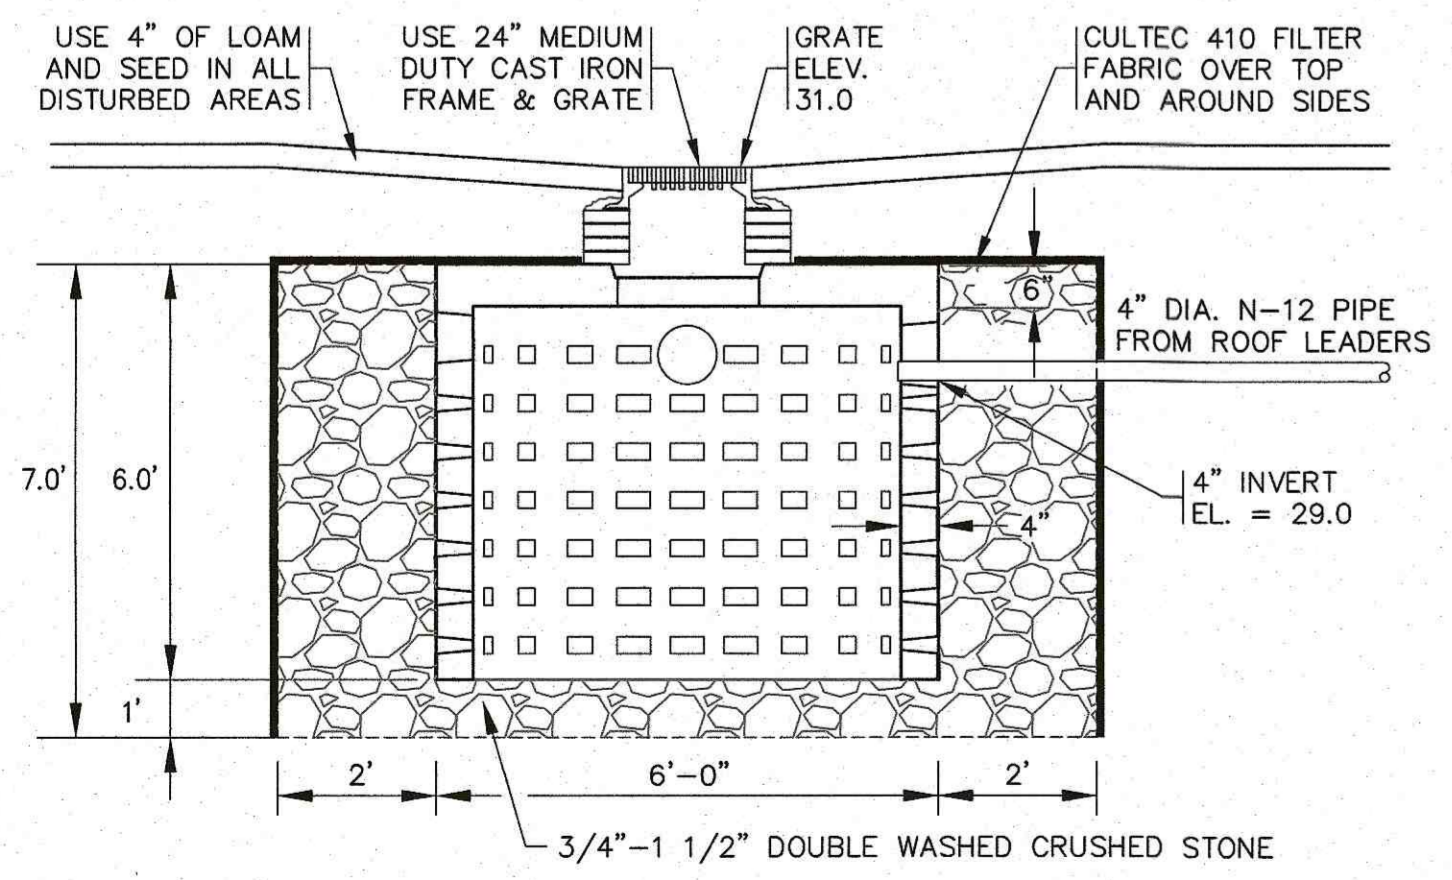 USE 4” OF LOAM
AND SEED IN ALL
DISTURBED AREAS
USE 24” MEDIUM
DUTY CAST IRON
FRAME & GRATE
GRATE
ELEV.
31.0
CULTEC 410 FILTER
FABRIC OVER TOP
AND AROUND SIDES
6”
4” DIA. N-12 PIPE
FROM ROOF LEADERS
7.0'
6.0'
4” INVERT
EL. = 29.0
4”
1'
2'
6'-0”
2'
3/4”-1 1/2” DOUBLE WASHED CRUSHED STONE